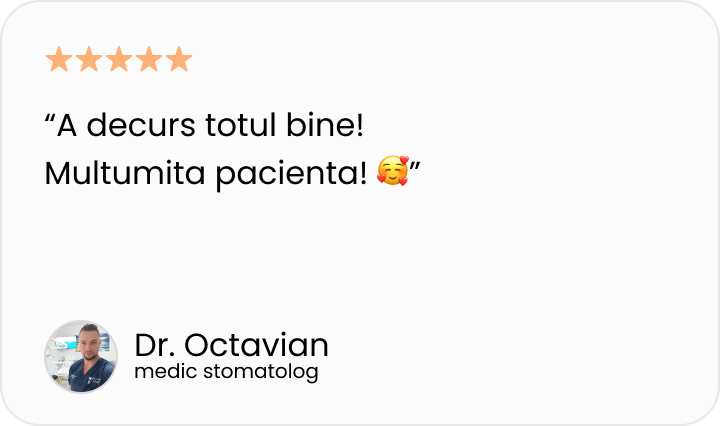 “A decurs totul bine!
Multumita pacienta! 🥰”
Dr. Octavian
medic stomatolog